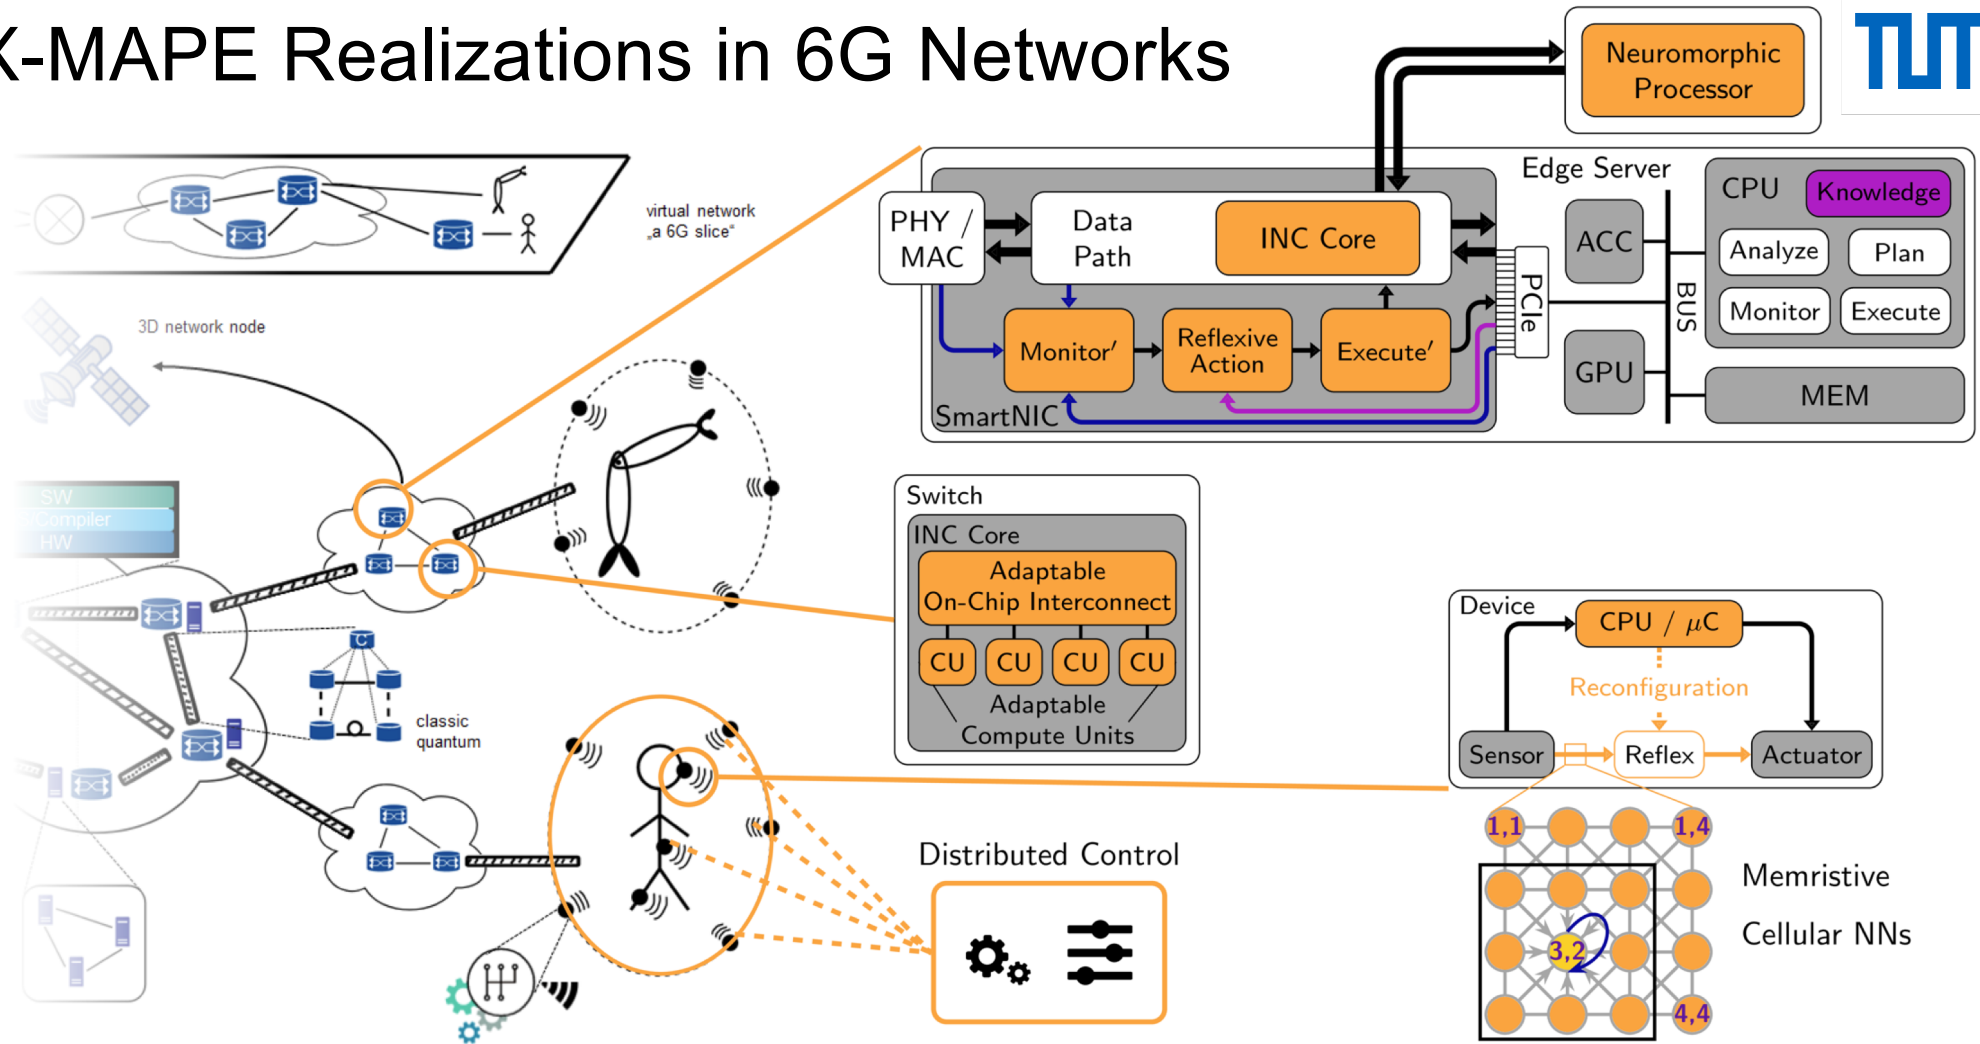 X-MAPE Realizations in 6G Networks
TUT
Neuromorphic
Processor
virtual network
„a 6G slice“
3D network node
Edge Server
PHY /
MAC
Data
Path
INC Core
Monitor′
Reflexive
Action
Execute′
SmartNIC
PCIe
ACC
GPU
BUS
CPU
Knowledge
Analyze
Plan
Monitor
Execute
MEM
SW
/Compiler
HW
C
classic
quantum
Switch
INC Core
Adaptable
On-Chip Interconnect
CU
CU
CU
CU
Adaptable
Compute Units
Distributed Control
Device
CPU / μC
Reconfiguration
Sensor
Reflex
Actuator
1,1
1,4
3,2
4,4
Memristive
Cellular NNs